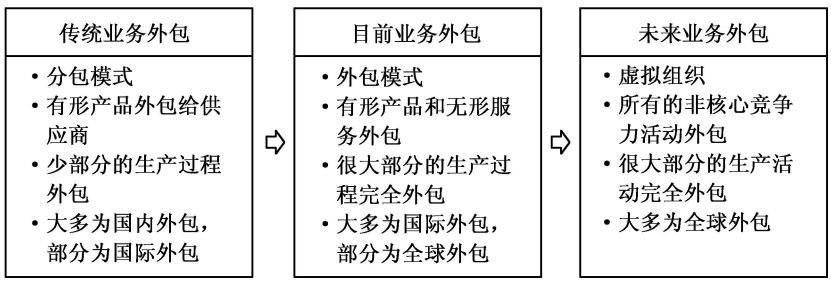 传统业务外包
• 分包模式
• 有形产品外包给供
应商
• 少部分的生产过程
外包
• 大多为国内外包，
部分为国际外包
目前业务外包
• 外包模式
• 有形产品和无形服
务外包
• 很大部分的生产过
程完全外包
• 大多为国际外包，
部分为全球外包
未来业务外包
• 虚拟组织
• 所有的非核心竞争
力活动外包
• 很大部分的生产活
动完全外包
• 大多为全球外包